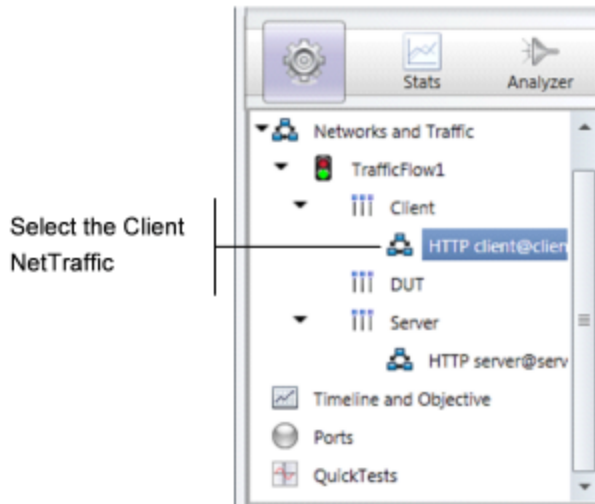 Stats
Analyzer
Networks and Traffic
TrafficFlow1
Client
Select the Client
NetTraffic
HTTP client@clien
DUT
Server
HTTP server@serv
Timeline and Objective
Ports
QuickTests